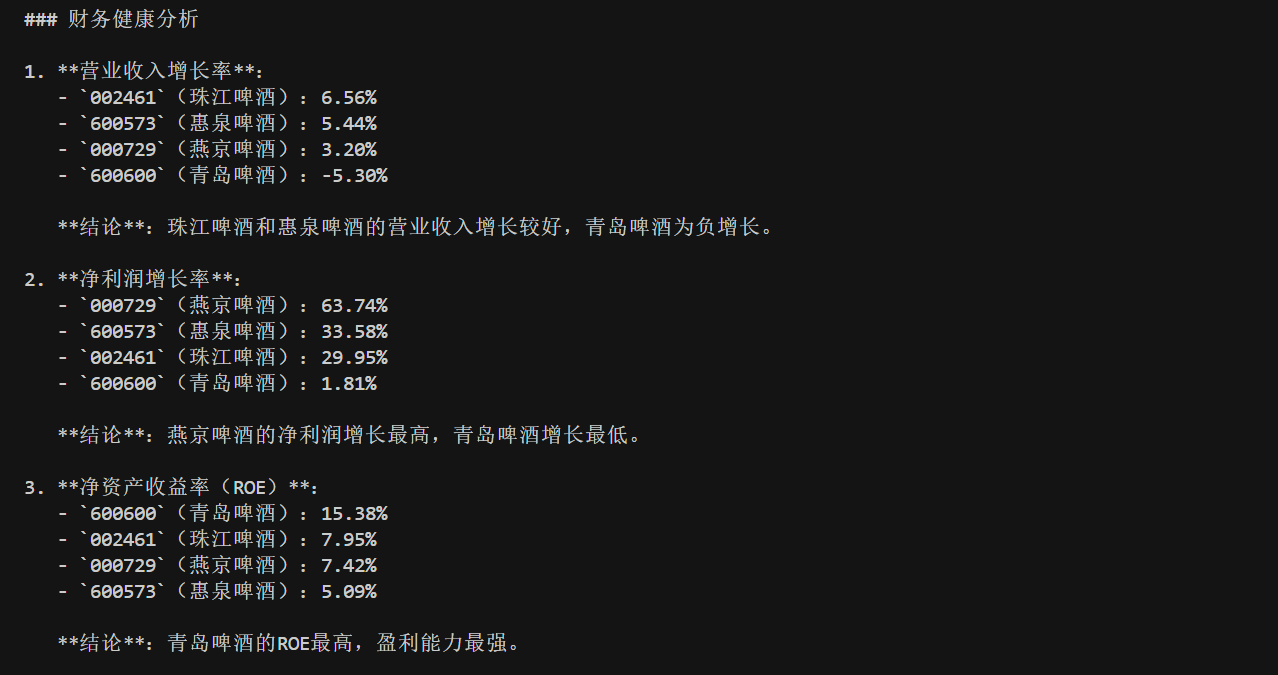 ### 财务健康分析
1. **营业收入增长率**：
- `002461`（珠江啤酒）：6.56%
- `600573`（惠泉啤酒）：5.44%
- `000729`（燕京啤酒）：3.20%
- `600600`（青岛啤酒）：-5.30%
**结论**：珠江啤酒和惠泉啤酒的营业收入增长较好，青岛啤酒为负增长。
2. **净利润增长率**：
- `000729`（燕京啤酒）：63.74%
- `600573`（惠泉啤酒）：33.58%
- `002461`（珠江啤酒）：29.95%
- `600600`（青岛啤酒）：1.81%
**结论**：燕京啤酒的净利润增长最高，青岛啤酒增长最低。
3. **净资产收益率（ROE）**：
- `600600`（青岛啤酒）：15.38%
- `002461`（珠江啤酒）：7.95%
- `000729`（燕京啤酒）：7.42%
- `600573`（惠泉啤酒）：5.09%
**结论**：青岛啤酒的ROE最高，盈利能力最强。